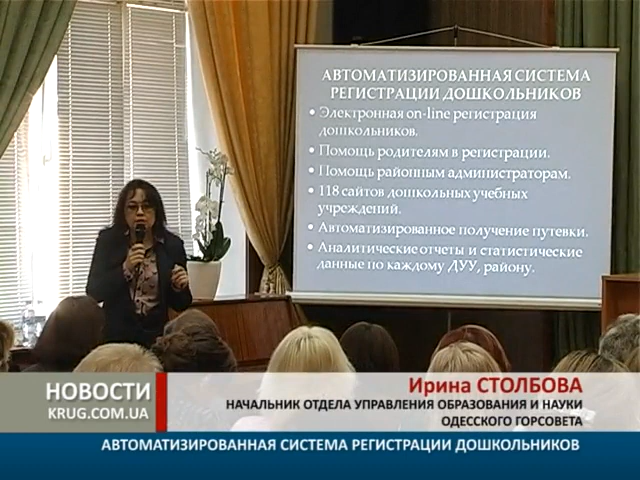 АВТОМАТИЗИРОВАННАЯ СИСТЕМА
РЕГИСТРАЦИИ ДОШКОЛЬНИКОВ
• Электронная on-line регистрация
дошкольников.
• Помощь родителям в регистрации.
• Помощь районным администраторам.
• 118 сайтов дошкольных учебных
учреждений.
• Автоматизированное получение путевки.
• Аналитические отчеты и статистические
данные по каждому ДУУ, району.
НОВОСТИ
KRUG.COM.UA
Ирина СТОЛБОВА
НАЧАЛЬНИК ОТДЕЛА УПРАВЛЕНИЯ ОБРАЗОВАНИЯ И НАУКИ
ОДЕССКОГО ГОРСОВЕТА
АВТОМАТИЗИРОВАННАЯ СИСТЕМА РЕГИСТРАЦИИ ДОШКОЛЬНИКОВ